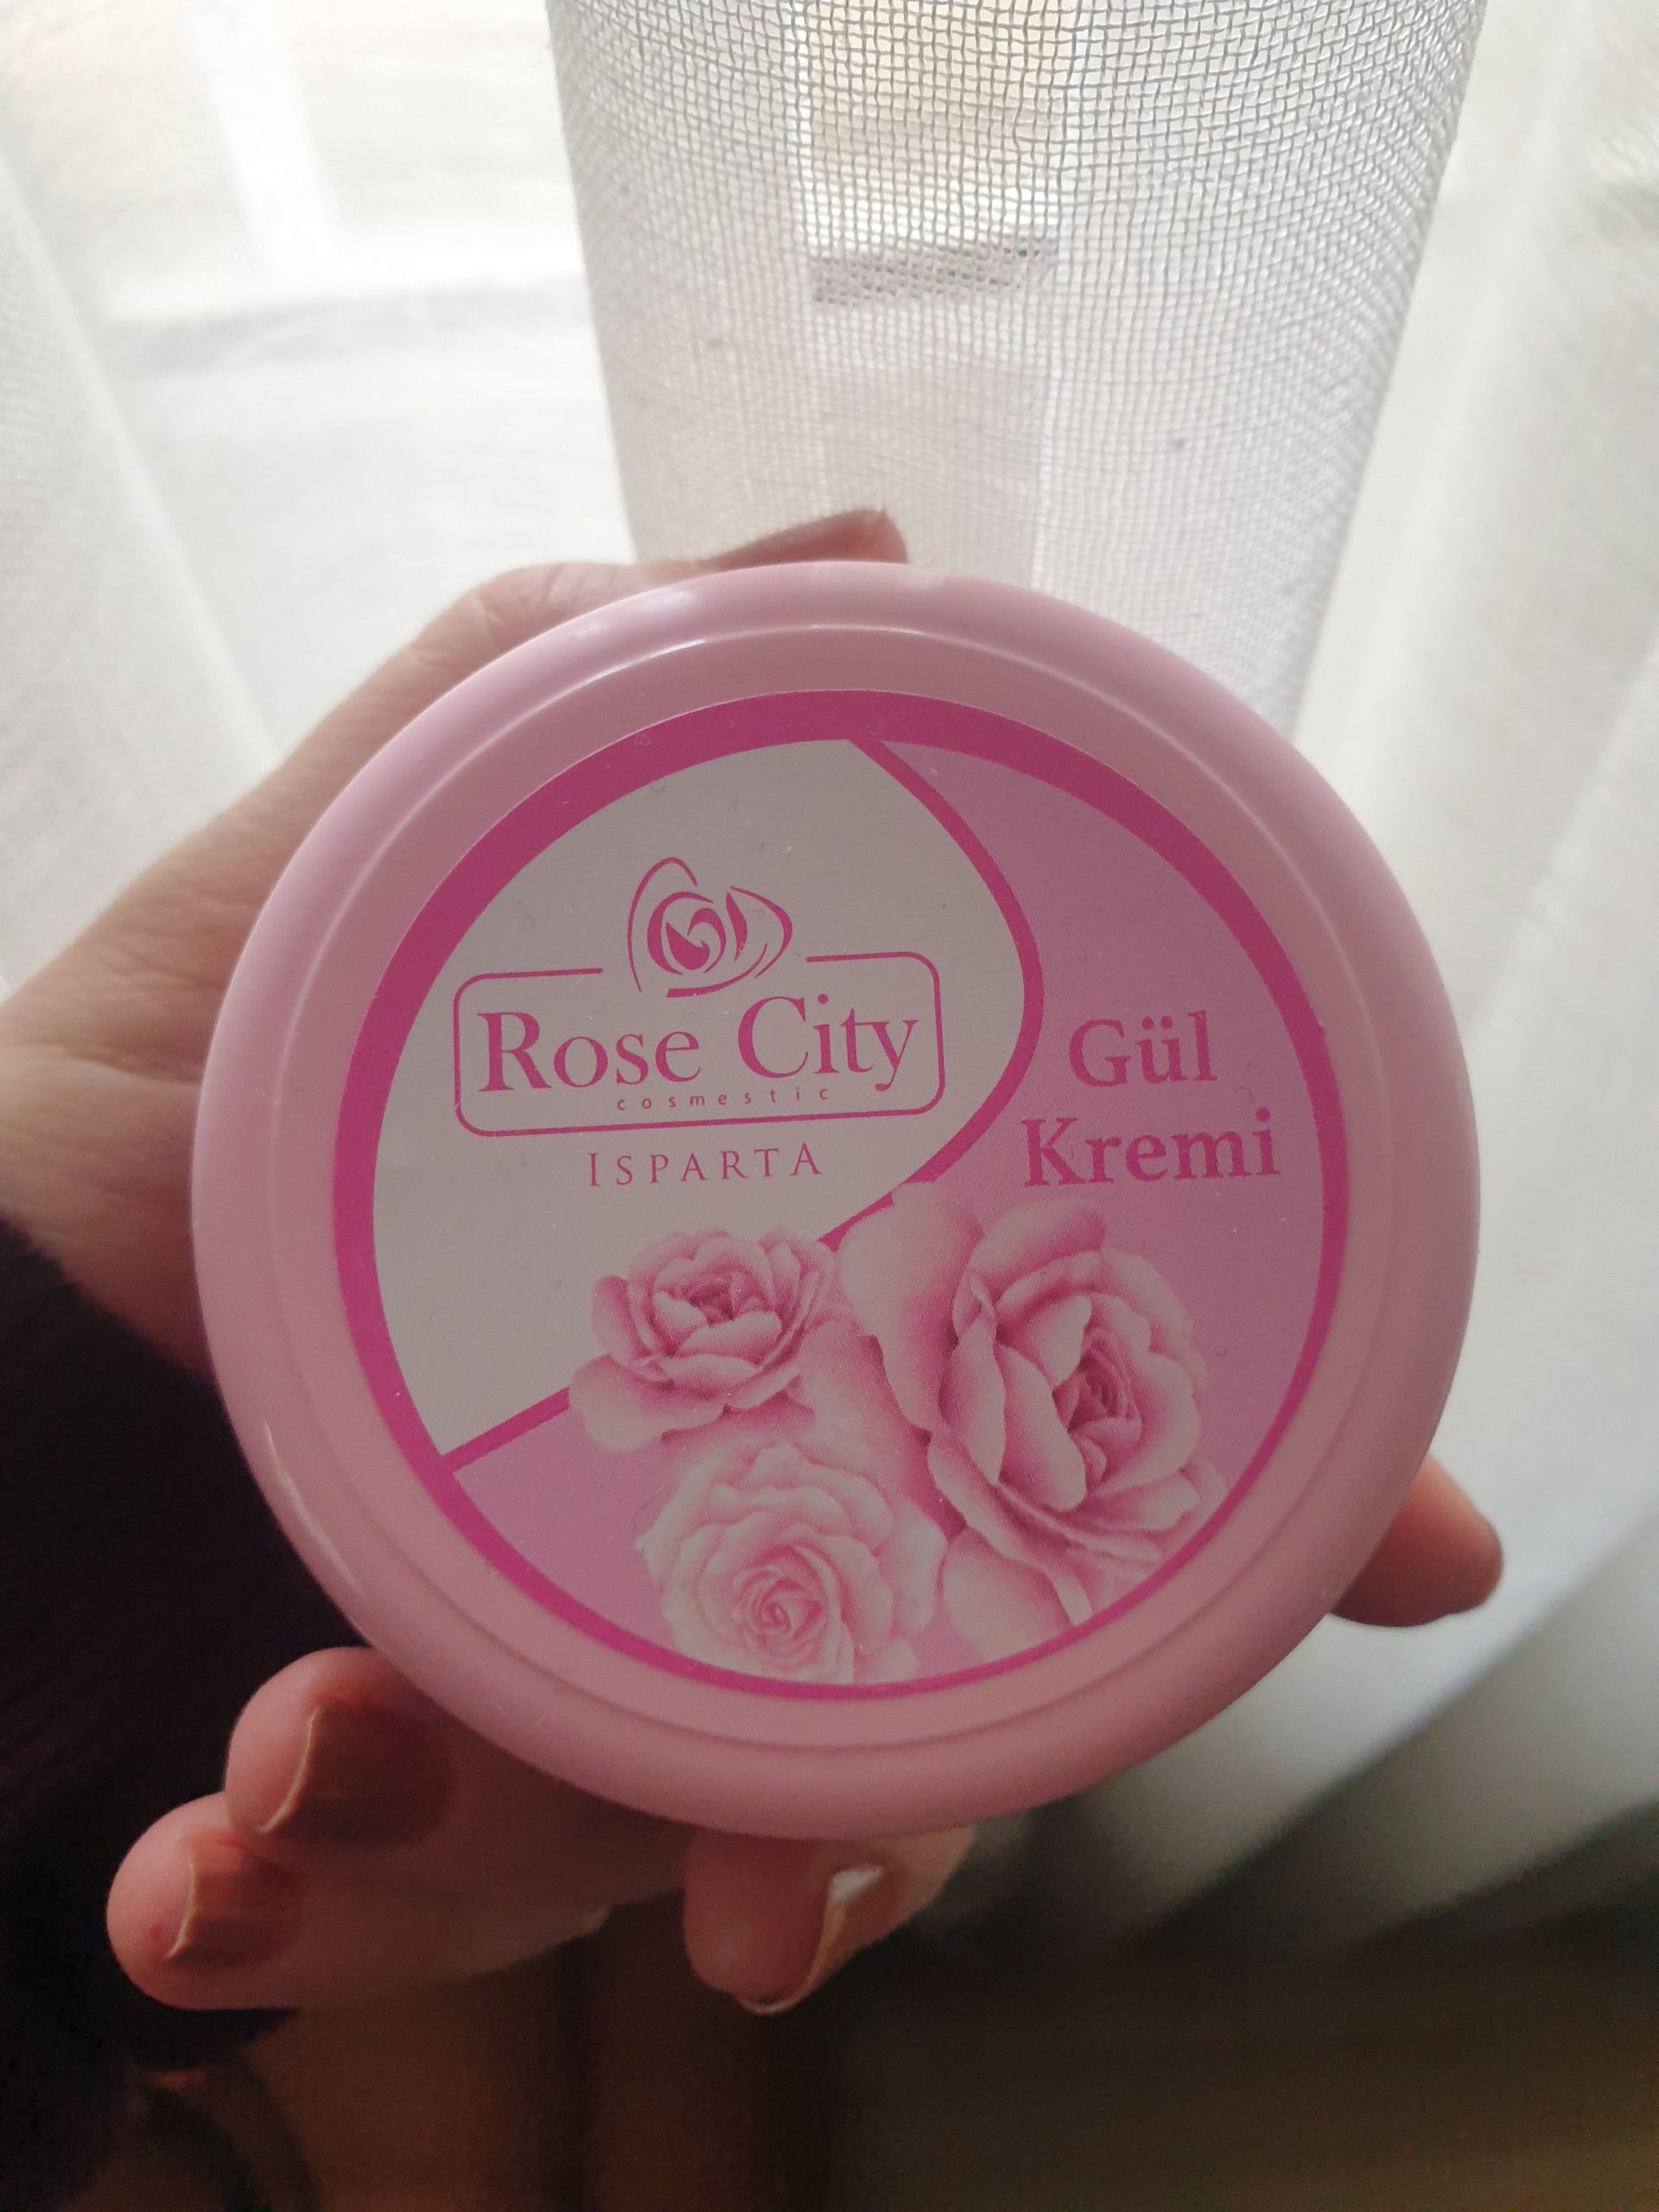 Rose City
cosmestic
ISPARTA
Gül
Kremi